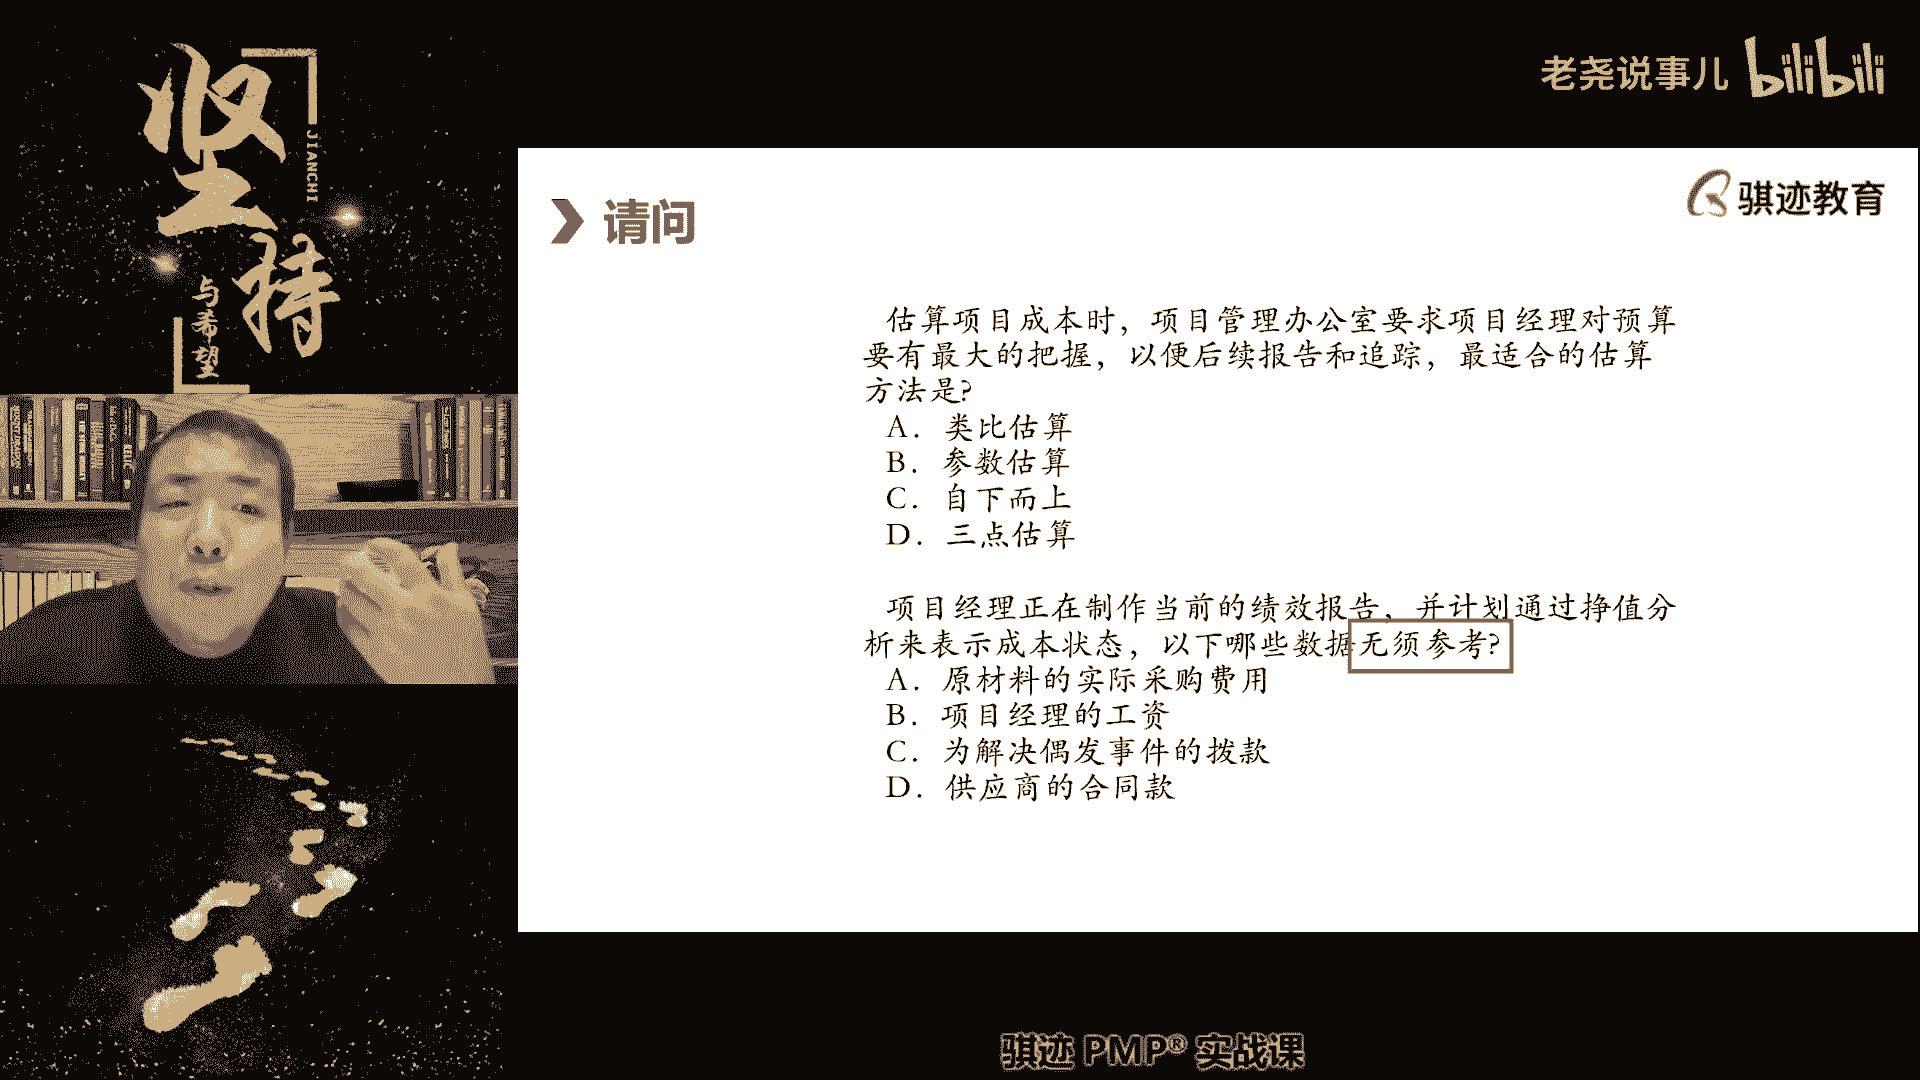 坚持
JIANCHI
与希望
老尧说事儿 bilibili
骐迹教育
请问
估算项目成本时，项目管理办公室要求项目经理对预算
要有最大的把握，以便后续报告和追踪，最适合的估算
方法是?
A．类比估算
B．参数估算
C．自下而上
D．三点估算
项目经理正在制作当前的绩效报告，并计划通过挣值分
析来表示成本状态，以下哪些数据无须参考?
A．原材料的实际采购费用
B．项目经理的工资
C．为解决偶发事件的拨款
D．供应商的合同款
骐迹 PMP® 实战课